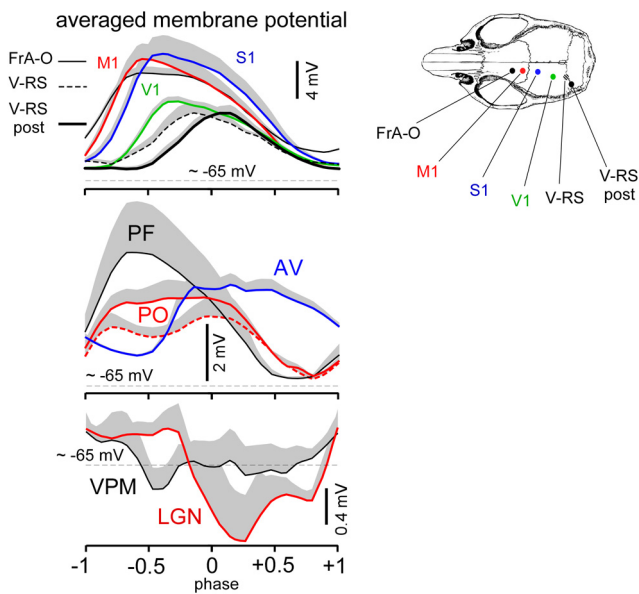 averaged membrane potential
FrA-O
V-RS
V-RS
post
M1
S1
V1
4 mV
~ -65 mV
FrA-O
M1
S1
V1
V-RS
V-RS
post
PF
AV
PO
2 mV
~ -65 mV
~ -65 mV
VPM
LGN
0.4 mV
-1 -0.5 0 +0.5 +1
phase